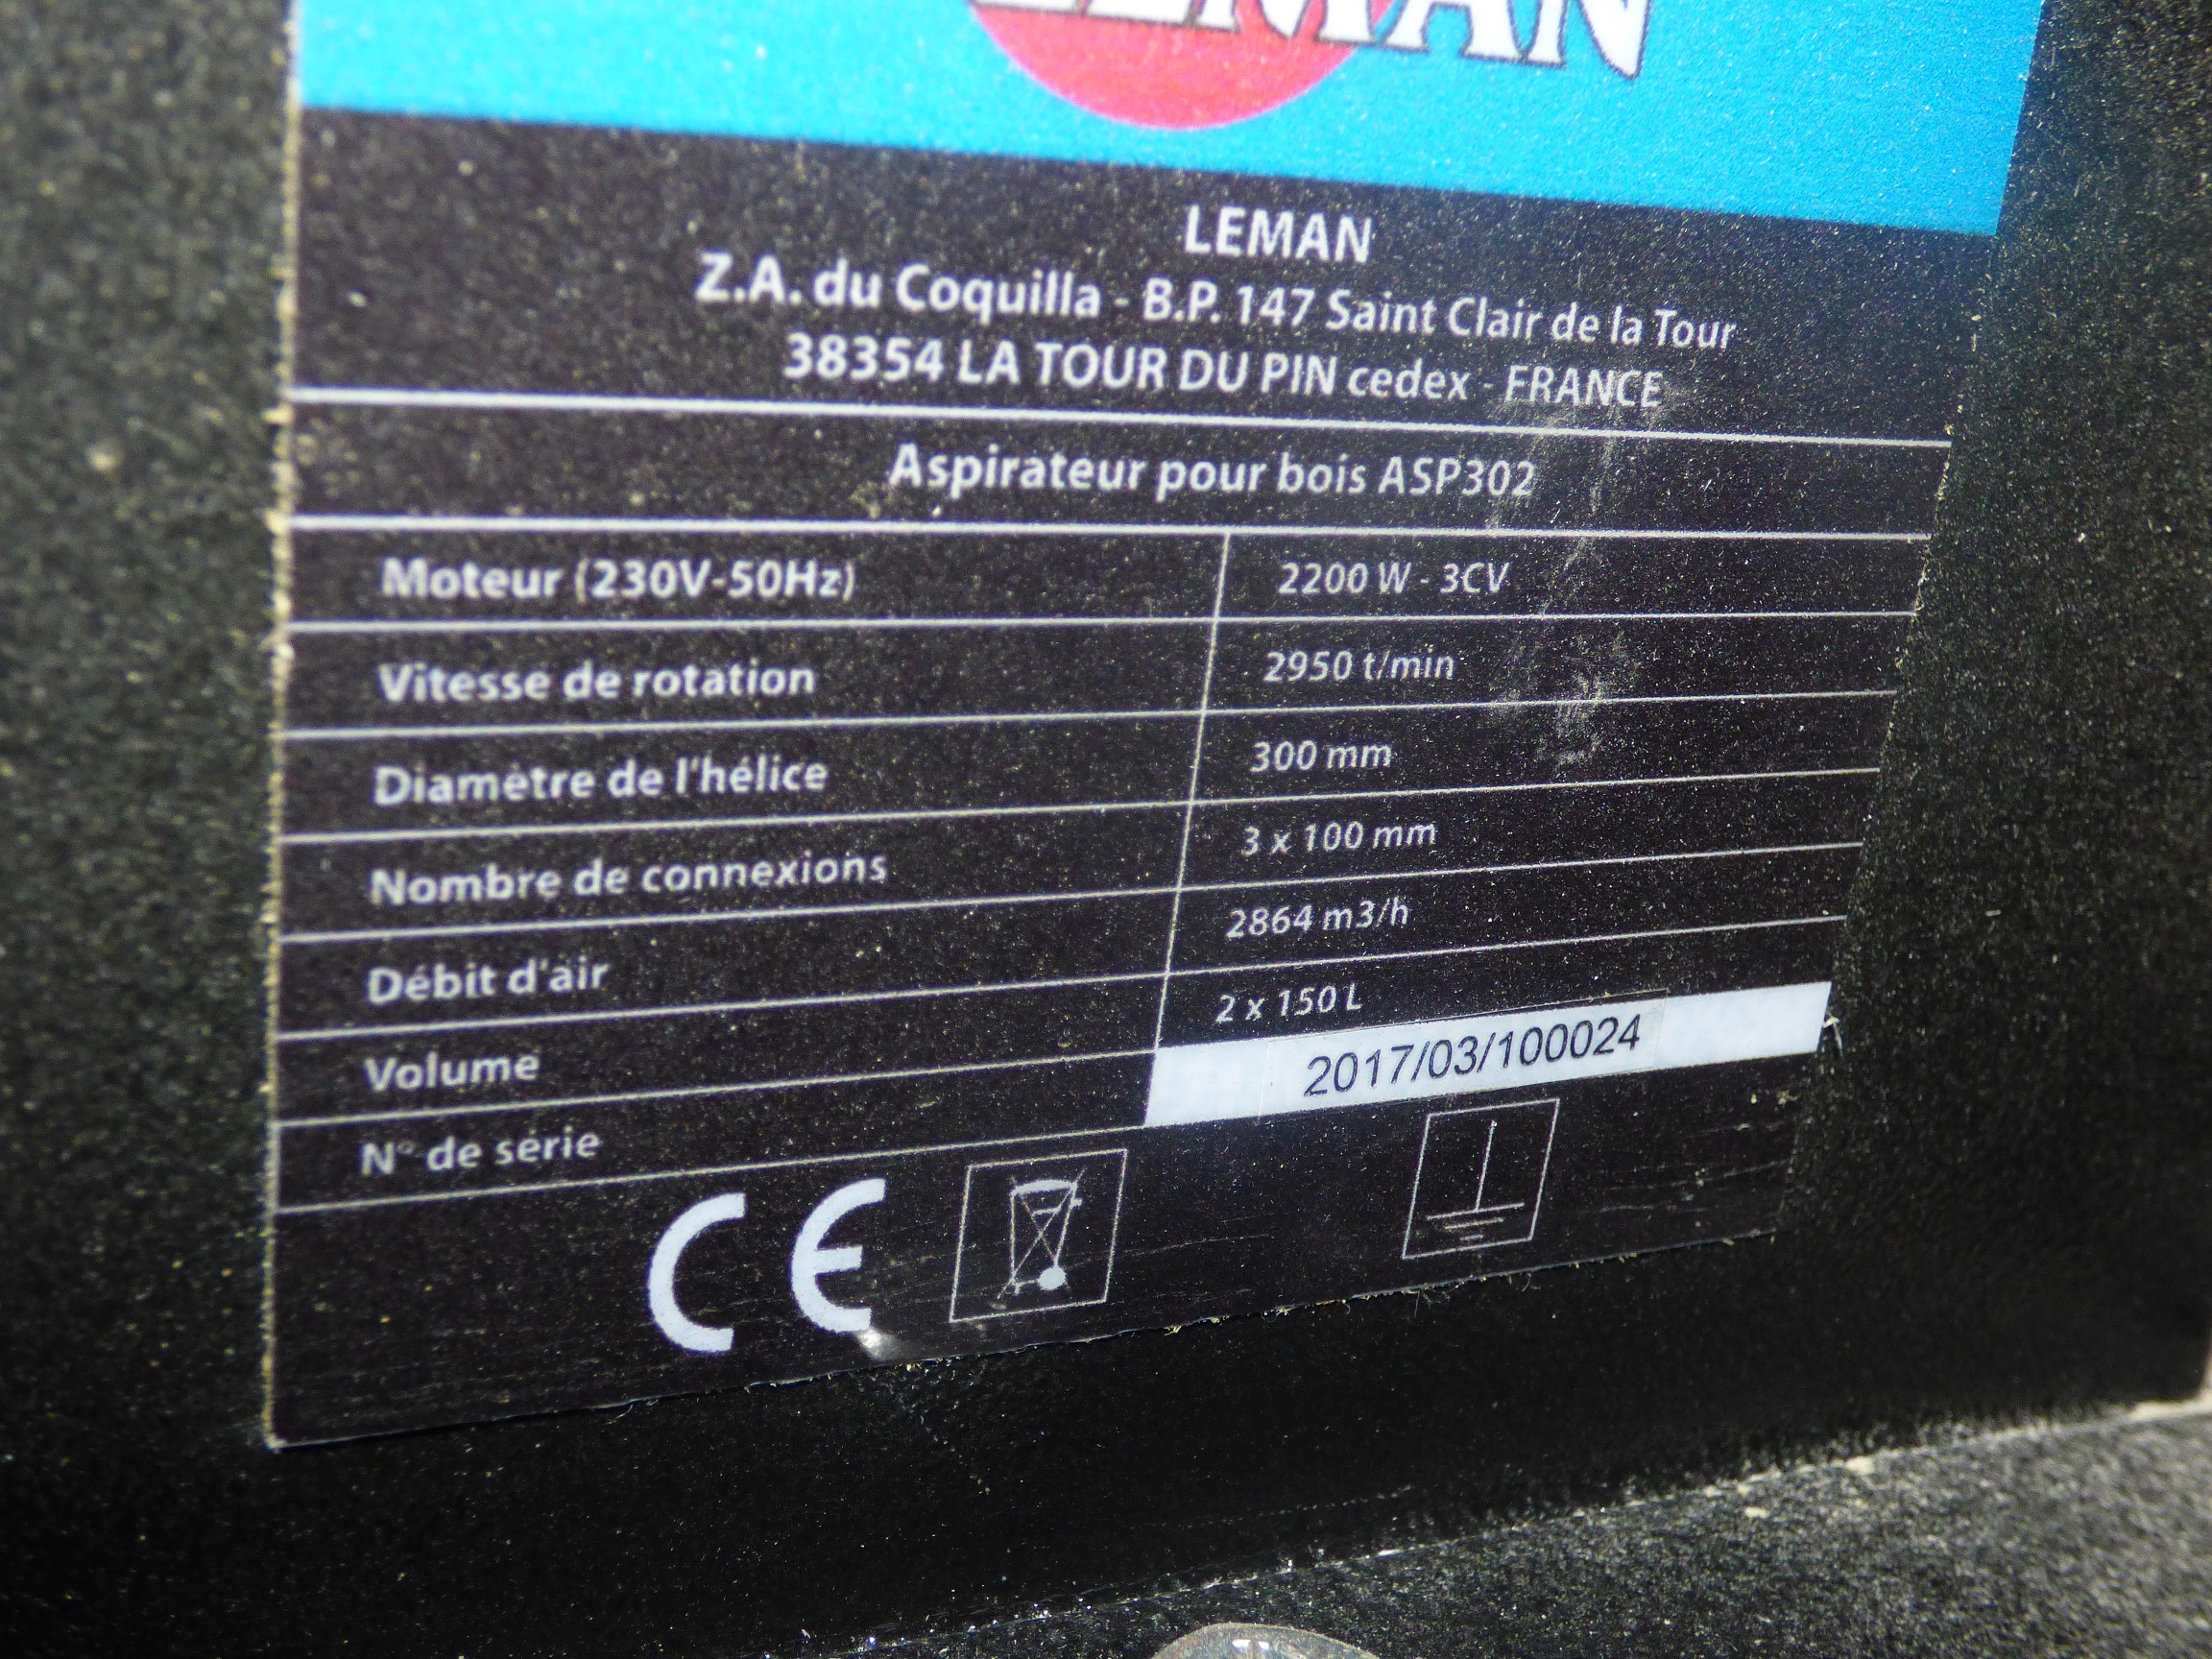 LEMAN
LEMAN
Z.A. du Coquilla - B.P. 147 Saint Clair de la Tour
38354 LA TOUR DU PIN cedex - FRANCE
Aspirateur pour bois ASP302
Moteur (230V-50Hz) 2200 W - 3CV
Vitesse de rotation 2950 t/min
Diamètre de l'hélice 300 mm
Nombre de connexions 3 x 100 mm
Débit d'air 2864 m3/h
Volume 2 x 150 L
N° de série 2017/03/100024
CE